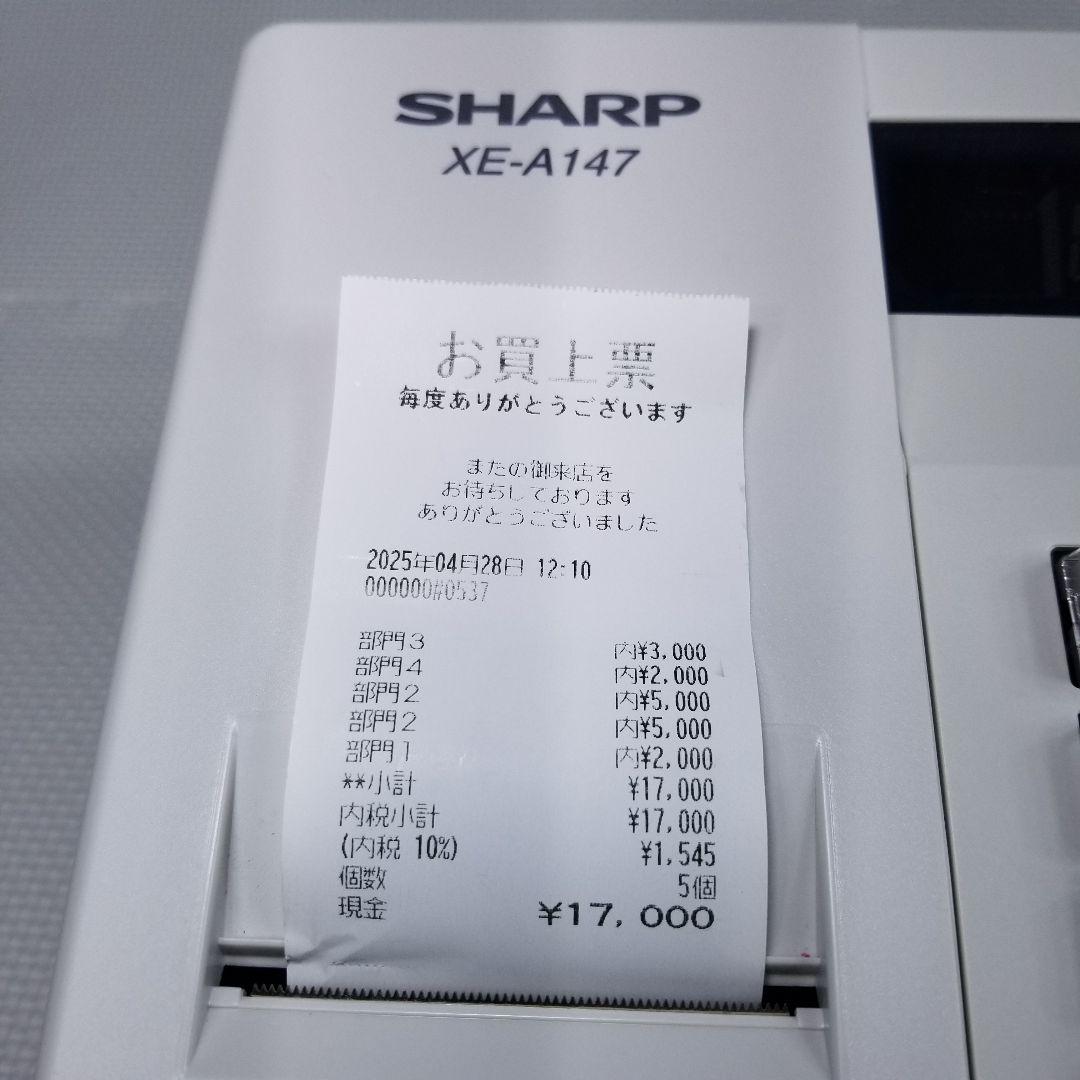 SHARP
XE-A147
お買上票
毎度ありがとうございます
またの御来店を
お待ちしております
ありがとうございました
2025年04月28日 12:10
000000#0537
部門3 内¥3,000
部門4 内¥2,000
部門2 内¥5,000
部門2 内¥5,000
部門1 内¥2,000
**小計 ¥17,000
内税小計 ¥17,000
(内税 10%) ¥1,545
個数 5個
現金 ¥17,000